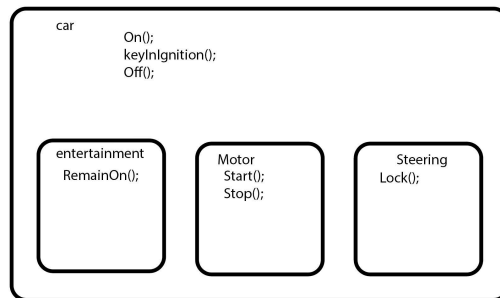 car
On();
keyInIgnition();
Off();
entertainment
RemainOn();
Motor
Start();
Stop();
Steering
Lock();